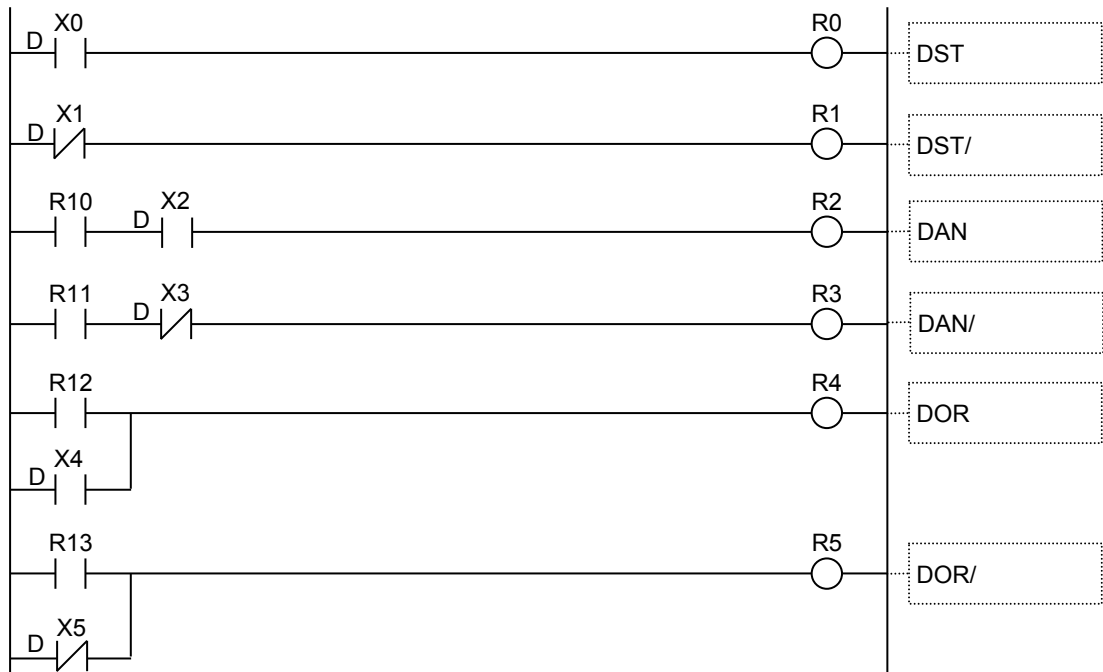 X0 R0
D DST
X1 R1
D DST/
R10 X2 R2
D DAN
R11 X3 R3
D DAN/
R12 R4
DOR
X4
D
R13 R5
DOR/
X5
D